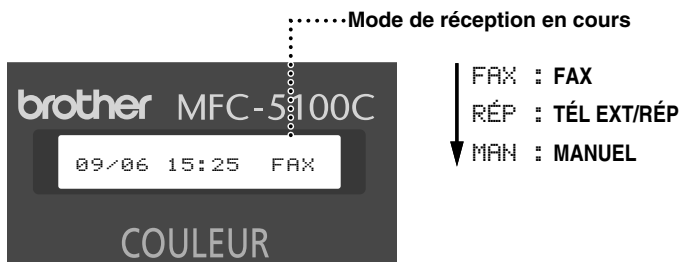 Mode de réception en cours
brother MFC-5100C
09/06 15:25 FAX
COULEUR
FAX : FAX
RÉP : TÉL EXT/RÉP
MAN : MANUEL